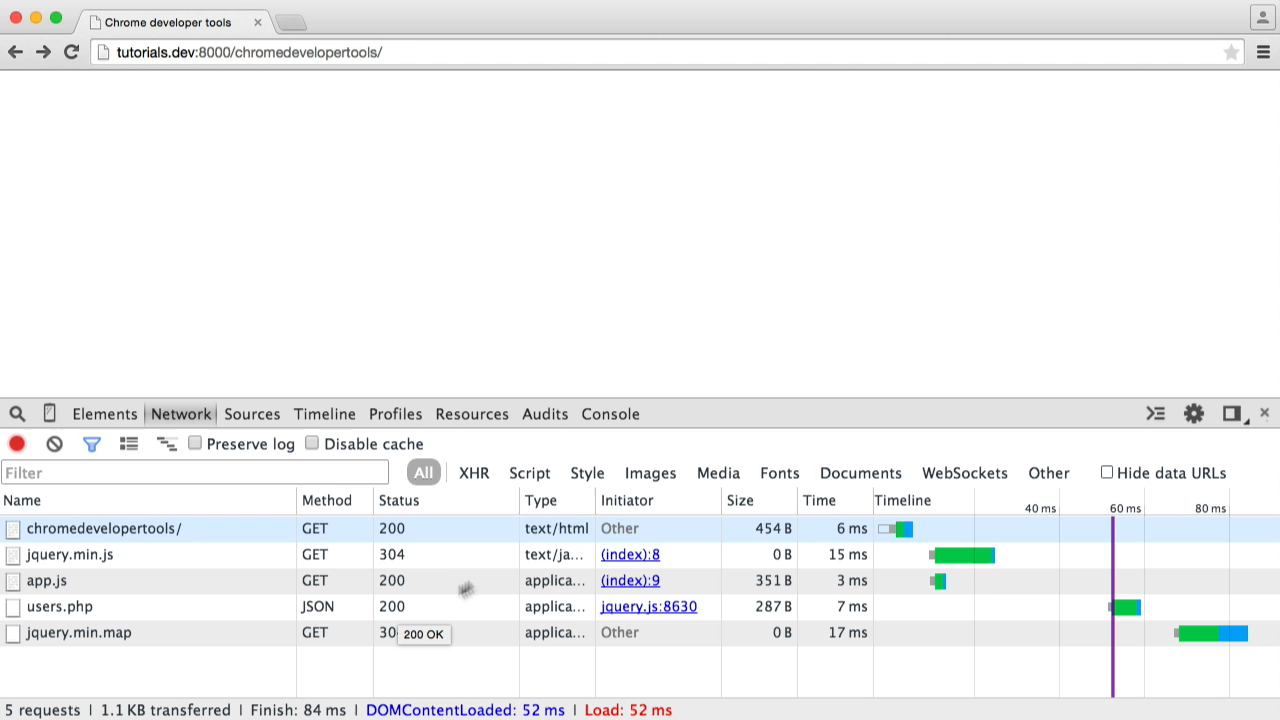 Chrome developer tools
tutorials.dev:8000/chromedevelopertools/
Elements Network Sources Timeline Profiles Resources Audits Console
Preserve log Disable cache
Filter All XHR Script Style Images Media Fonts Documents WebSockets Other Hide data URLs
Name Method Status Type Initiator Size Time Timeline 40 ms 60 ms 80 ms
chromedevelopertools/ GET 200 text/html Other 454 B 6 ms
jquery.min.js GET 304 text/ja... (index):8 0 B 15 ms
app.js GET 200 applica... (index):9 351 B 3 ms
users.php JSON 200 applica... jquery.js:8630 287 B 7 ms
jquery.min.map GET 30 applica... Other 0 B 17 ms
200 OK
5 requests | 1.1 KB transferred | Finish: 84 ms | DOMContentLoaded: 52 ms | Load: 52 ms